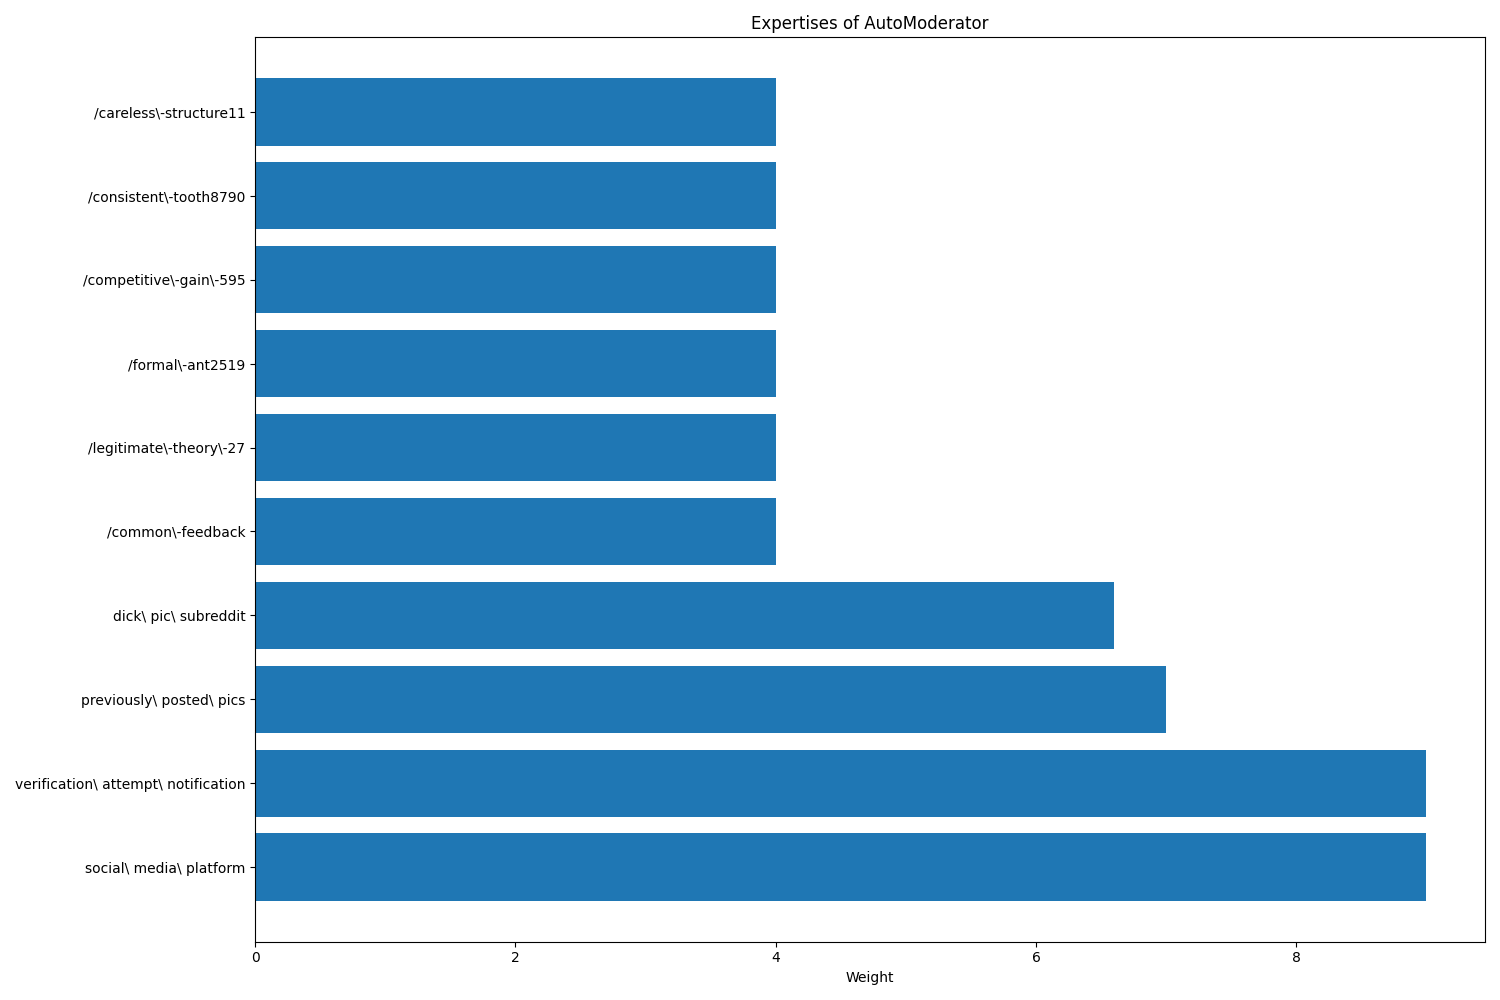 Expertises of AutoModerator
/careless\-structure11
/consistent\-tooth8790
/competitive\-gain\-595
/formal\-ant2519
/legitimate\-theory\-27
/common\-feedback
dick\ pic\ subreddit
previously\ posted\ pics
verification\ attempt\ notification
social\ media\ platform
0 2 4 6 8
Weight